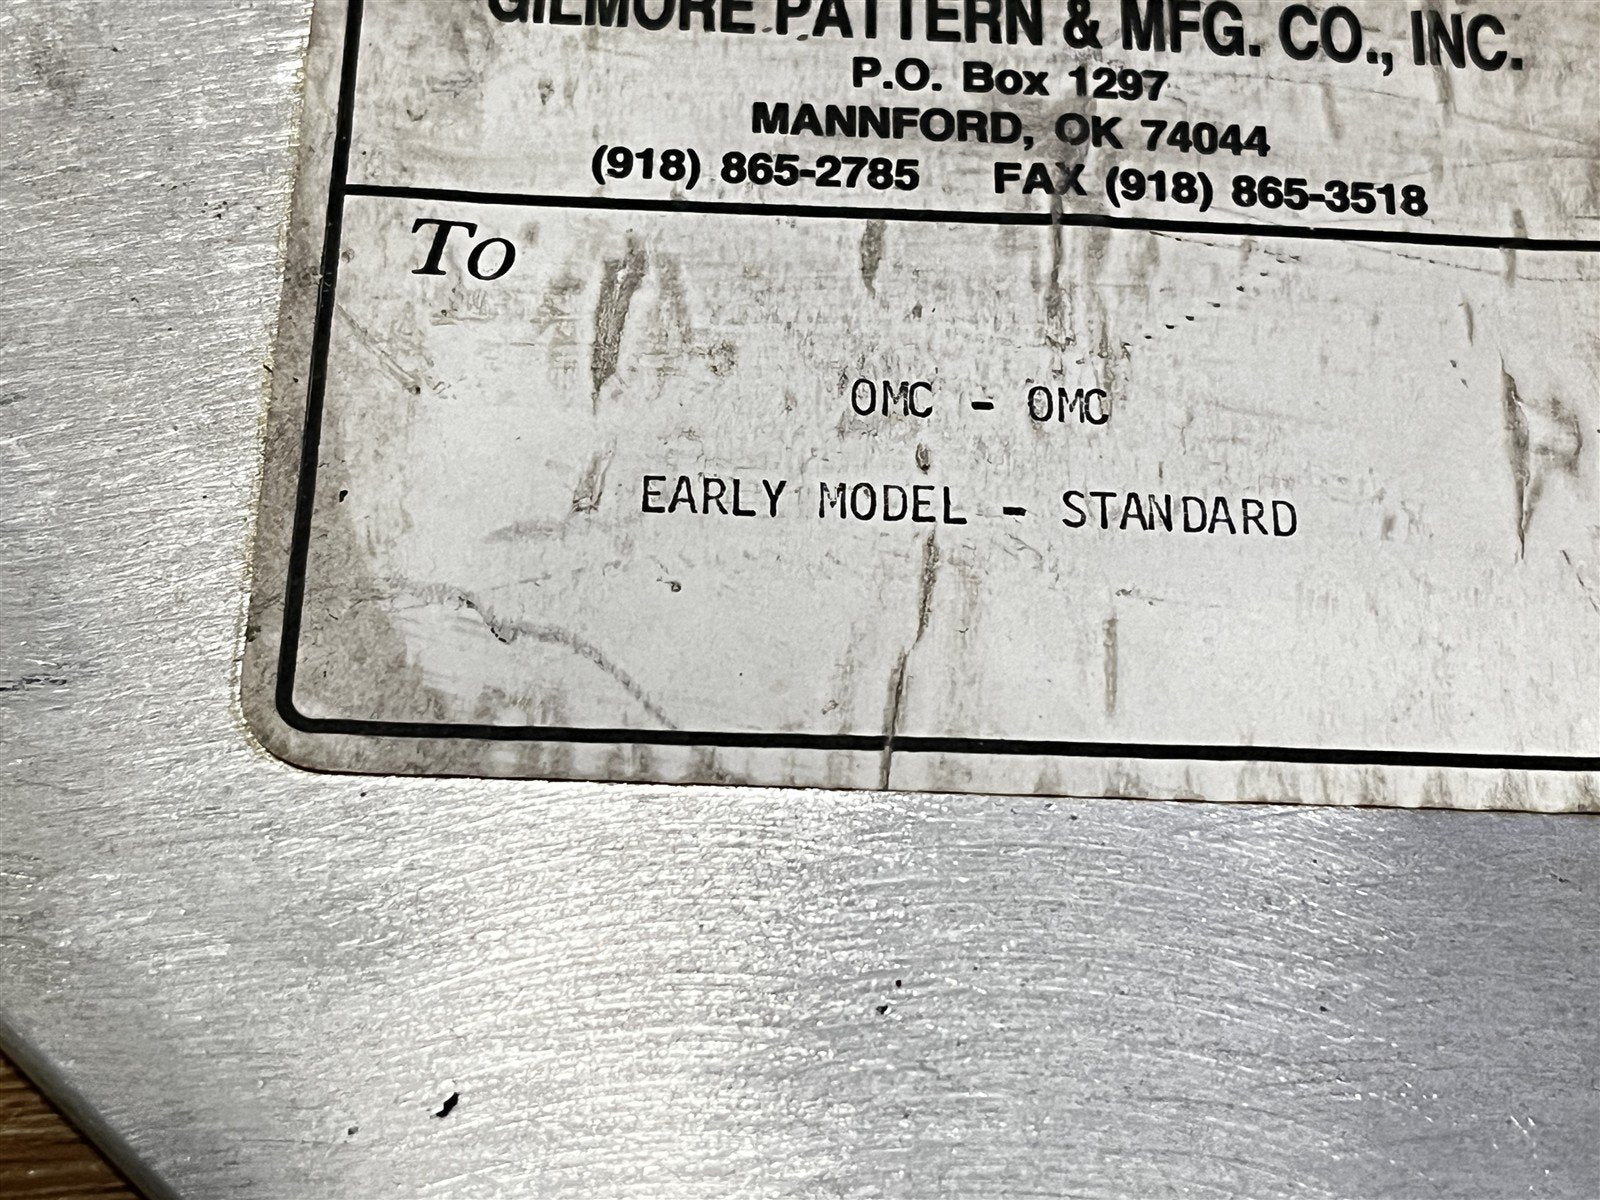 GILMORE PATTERN & MFG. CO., INC.
P.O. Box 1297
MANNFORD, OK 74044
(918) 865-2785 FAX (918) 865-3518
To
OMC - OMC
EARLY MODEL - STANDARD